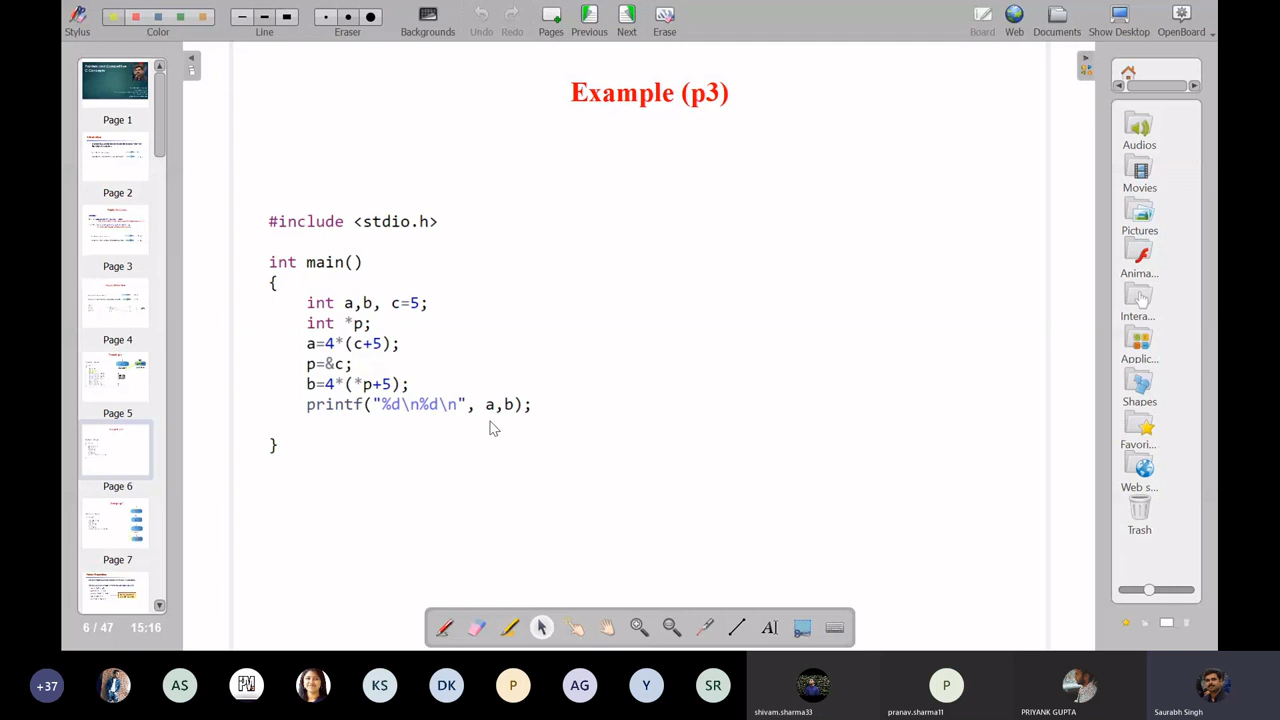 Stylus
Color
Line
Eraser
Backgrounds
Undo
Redo
Pages
Previous
Next
Erase
Board
Web
Documents
Show Desktop
OpenBoard
Page 1
Page 2
Page 3
Page 4
Page 5
Page 6
Page 7
6 / 47
15:16
Example (p3)
#include <stdio.h>
int main()
{
int a,b, c=5;
int *p;
a=4*(c+5);
p=&c;
b=4*(*p+5);
printf("%d\n%d\n", a,b);
}
Audios
Movies
Pictures
Anima...
Intera...
Applic...
Shapes
Favori...
Web s...
Trash
+37
AS
KS
DK
P
AG
Y
SR
shivam.sharma33
P
pranav.sharma11
PRIYANK GUPTA
Saurabh Singh